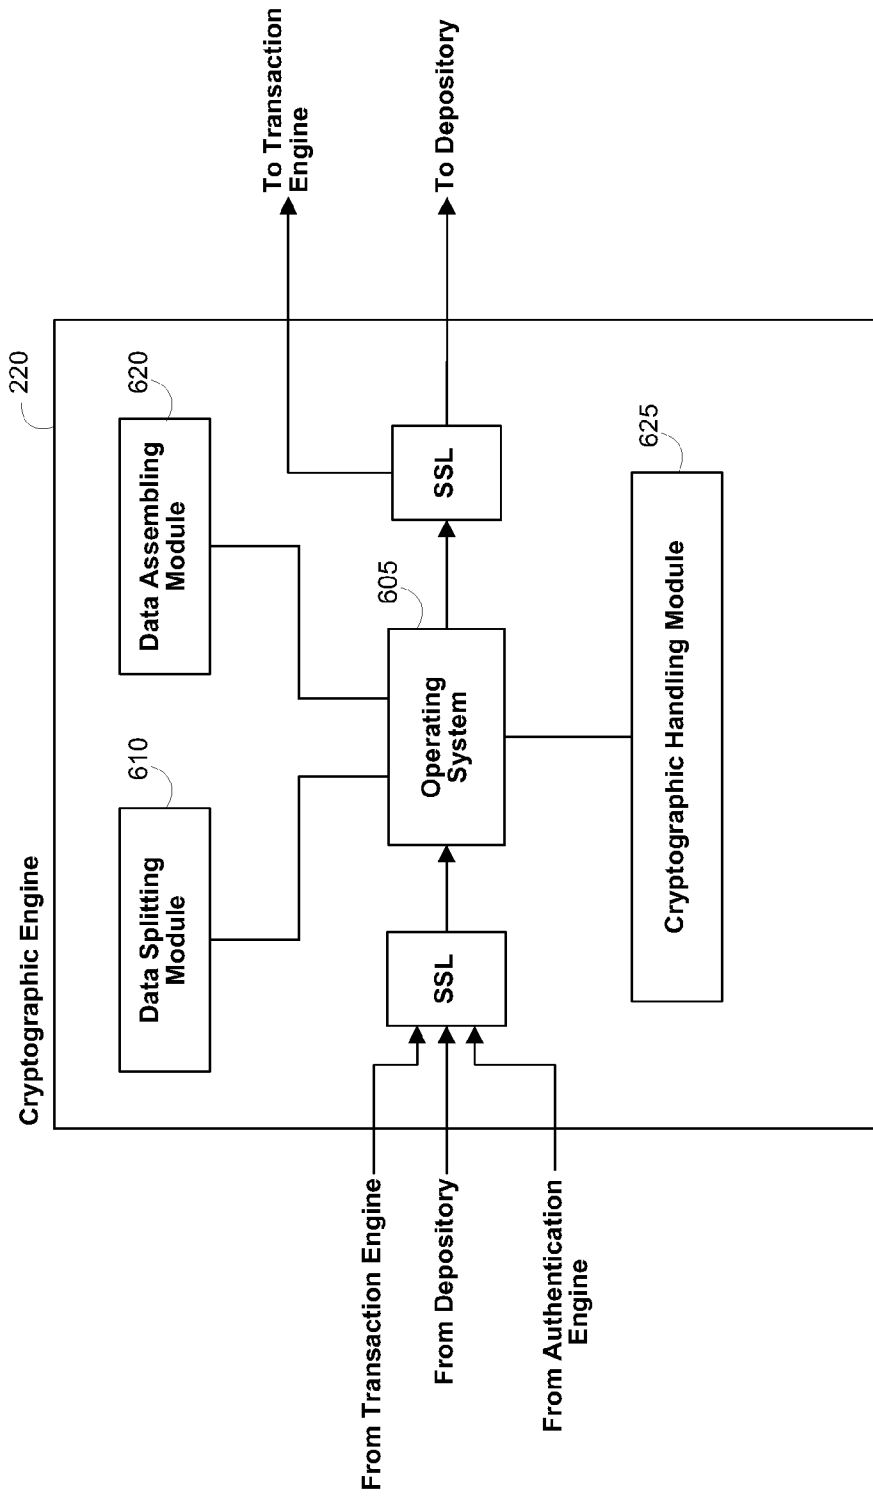 Cryptographic Engine
220
Data Splitting
Module
610
Data Assembling
Module
620
To Transaction
Engine
From Transaction Engine
From Depository
From Authentication
Engine
SSL
Operating
System
605
SSL
To Depository
Cryptographic Handling Module
625